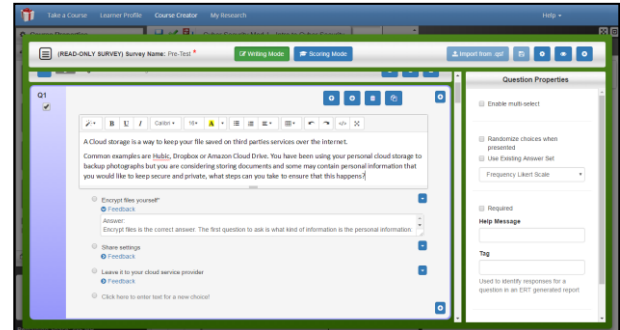 Take a Course Learner Profile Course Creator My Research Help
(READ-ONLY SURVEY) Survey Name: Pre-Test * Writing Mode Scoring Mode Import from .qsf
Question Properties
Q1
Enable multi-select
B U I Calibri A
A Cloud storage is a way to keep your file saved on third parties services over the internet.
Common examples are Hubic, Dropbox or Amazon Cloud Drive. You have been using your personal cloud storage to
backup photographs but you are considering storing documents and some may contain personal information that
you would like to keep secure and private, what steps can you take to ensure that this happens?
Randomize choices when
presented
Use Existing Answer Set
Frequency Likert Scale
Encrypt files yourself*
Feedback
Answer:
Encrypt files is the correct answer. The first question to ask is what kind of information is the personal information
Share settings
Feedback
Leave it to your cloud service provider
Feedback
Click here to enter text for a new choice!
Required
Help Message
Tag
Used to identify responses for a
question in an ERT generated report